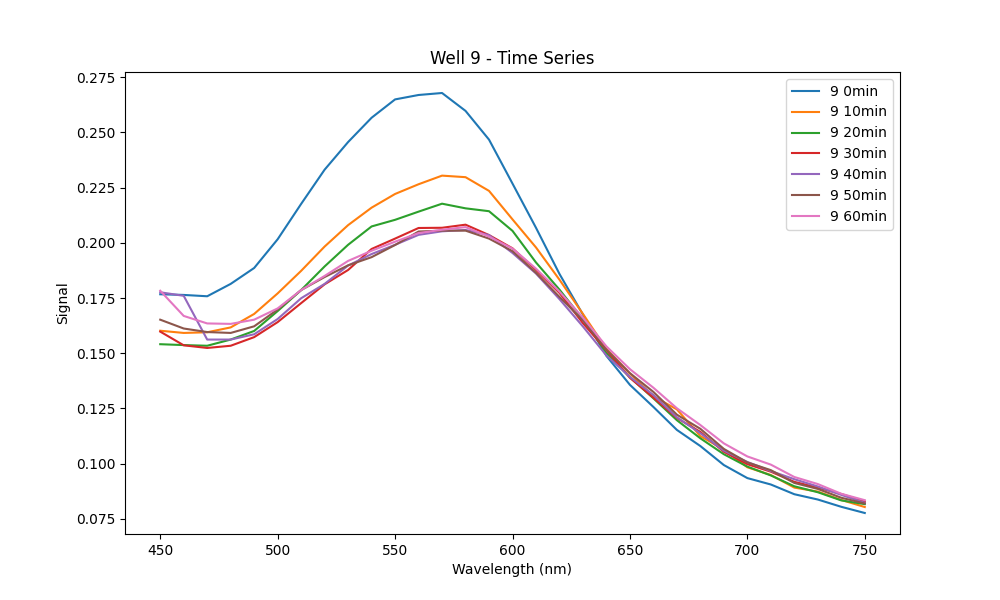 Well 9 - Time Series
0.275
0.250
0.225
0.200
0.175
0.150
0.125
0.100
0.075
Signal
9 0min
9 10min
9 20min
9 30min
9 40min
9 50min
9 60min
450 500 550 600 650 700 750
Wavelength (nm)